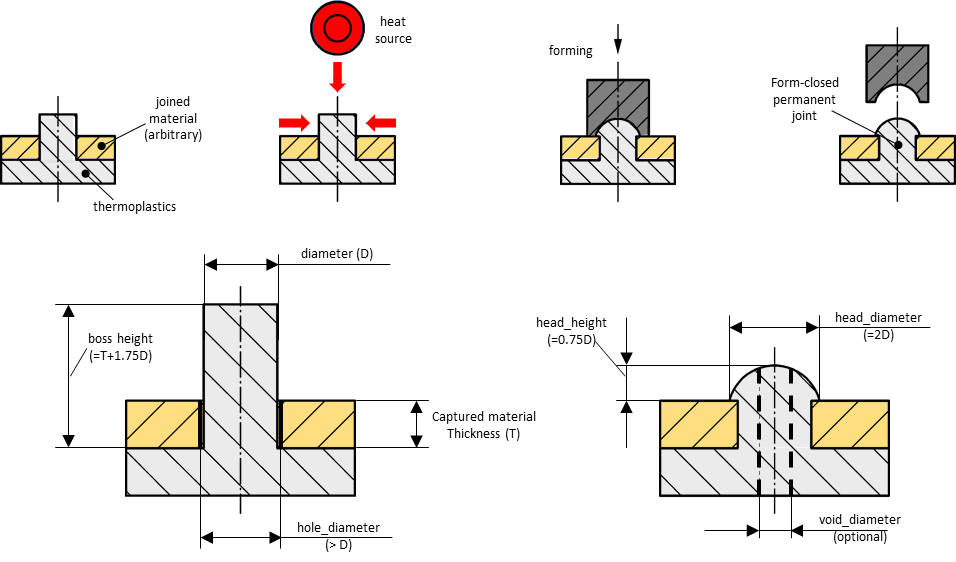 heat
source
joined
material
(arbitrary)
thermoplastics
forming
Form-closed
permanent
joint
diameter (D)
boss height
(=T+1.75D)
Captured material
Thickness (T)
hole_diameter
(> D)
head_height
(=0.75D)
head_diameter
(=2D)
void_diameter
(optional)